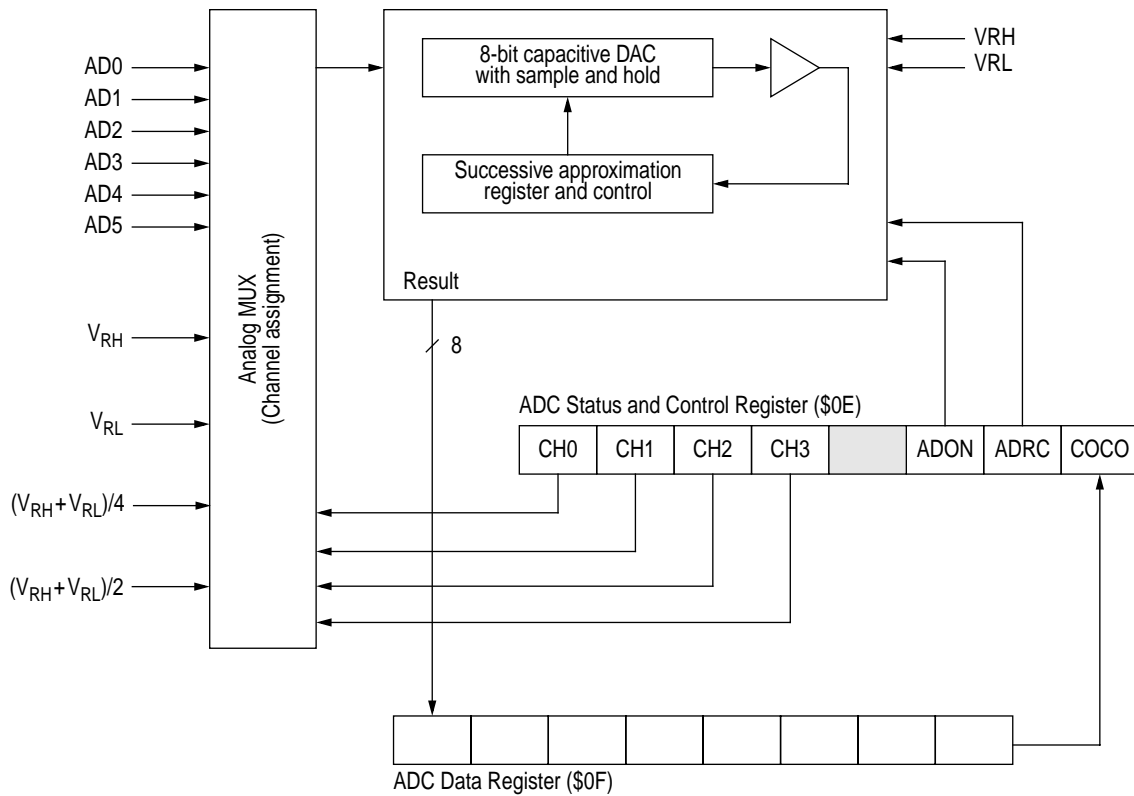 AD0
AD1
AD2
AD3
AD4
AD5
V_RH
V_RL
(V_RH+V_RL)/4
(V_RH+V_RL)/2
Analog MUX
(Channel assignment)
8-bit capacitive DAC
with sample and hold
Successive approximation
register and control
Result
8
VRH
VRL
ADC Status and Control Register ($0E)
CH0 CH1 CH2 CH3 ADON ADRC COCO
ADC Data Register ($0F)